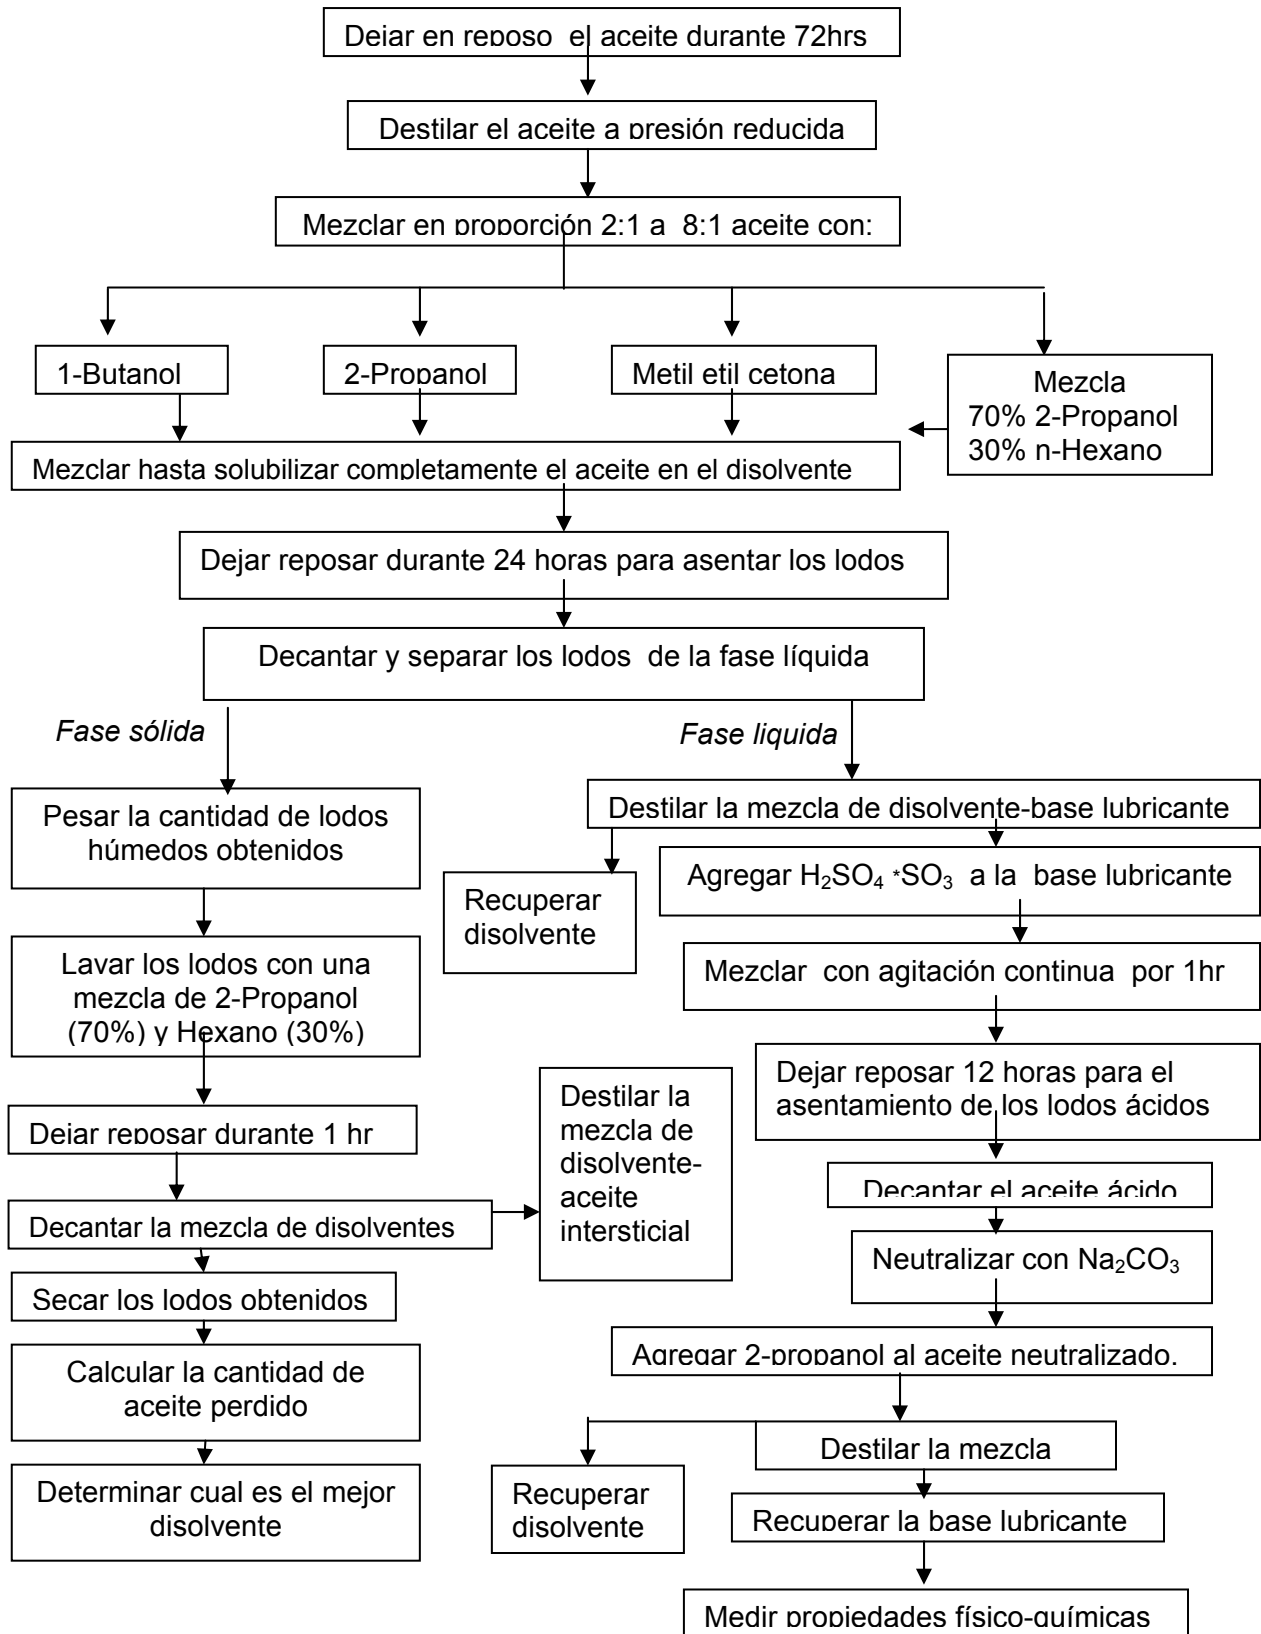 Dejar en reposo el aceite durante 72hrs
Destilar el aceite a presión reducida
Mezclar en proporción 2:1 a 8:1 aceite con:
1-Butanol
2-Propanol
Metil etil cetona
Mezcla
70% 2-Propanol
30% n-Hexano
Mezclar hasta solubilizar completamente el aceite en el disolvente
Dejar reposar durante 24 horas para asentar los lodos
Decantar y separar los lodos de la fase líquida
Fase sólida
Fase liquida
Pesar la cantidad de lodos
húmedos obtenidos
Lavar los lodos con una
mezcla de 2-Propanol
(70%) y Hexano (30%)
Dejar reposar durante 1 hr
Decantar la mezcla de disolventes
Secar los lodos obtenidos
Calcular la cantidad de
aceite perdido
Determinar cual es el mejor
disolvente
Destilar la
mezcla de
disolvente-
aceite
intersticial
Destilar la mezcla de disolvente-base lubricante
Recuperar
disolvente
Agregar H₂SO₄ *SO₃ a la base lubricante
Mezclar con agitación continua por 1hr
Dejar reposar 12 horas para el
asentamiento de los lodos ácidos
Decantar el aceite ácido
Neutralizar con Na₂CO₃
Agregar 2-propanol al aceite neutralizado.
Destilar la mezcla
Recuperar
disolvente
Recuperar la base lubricante
Medir propiedades físico-químicas